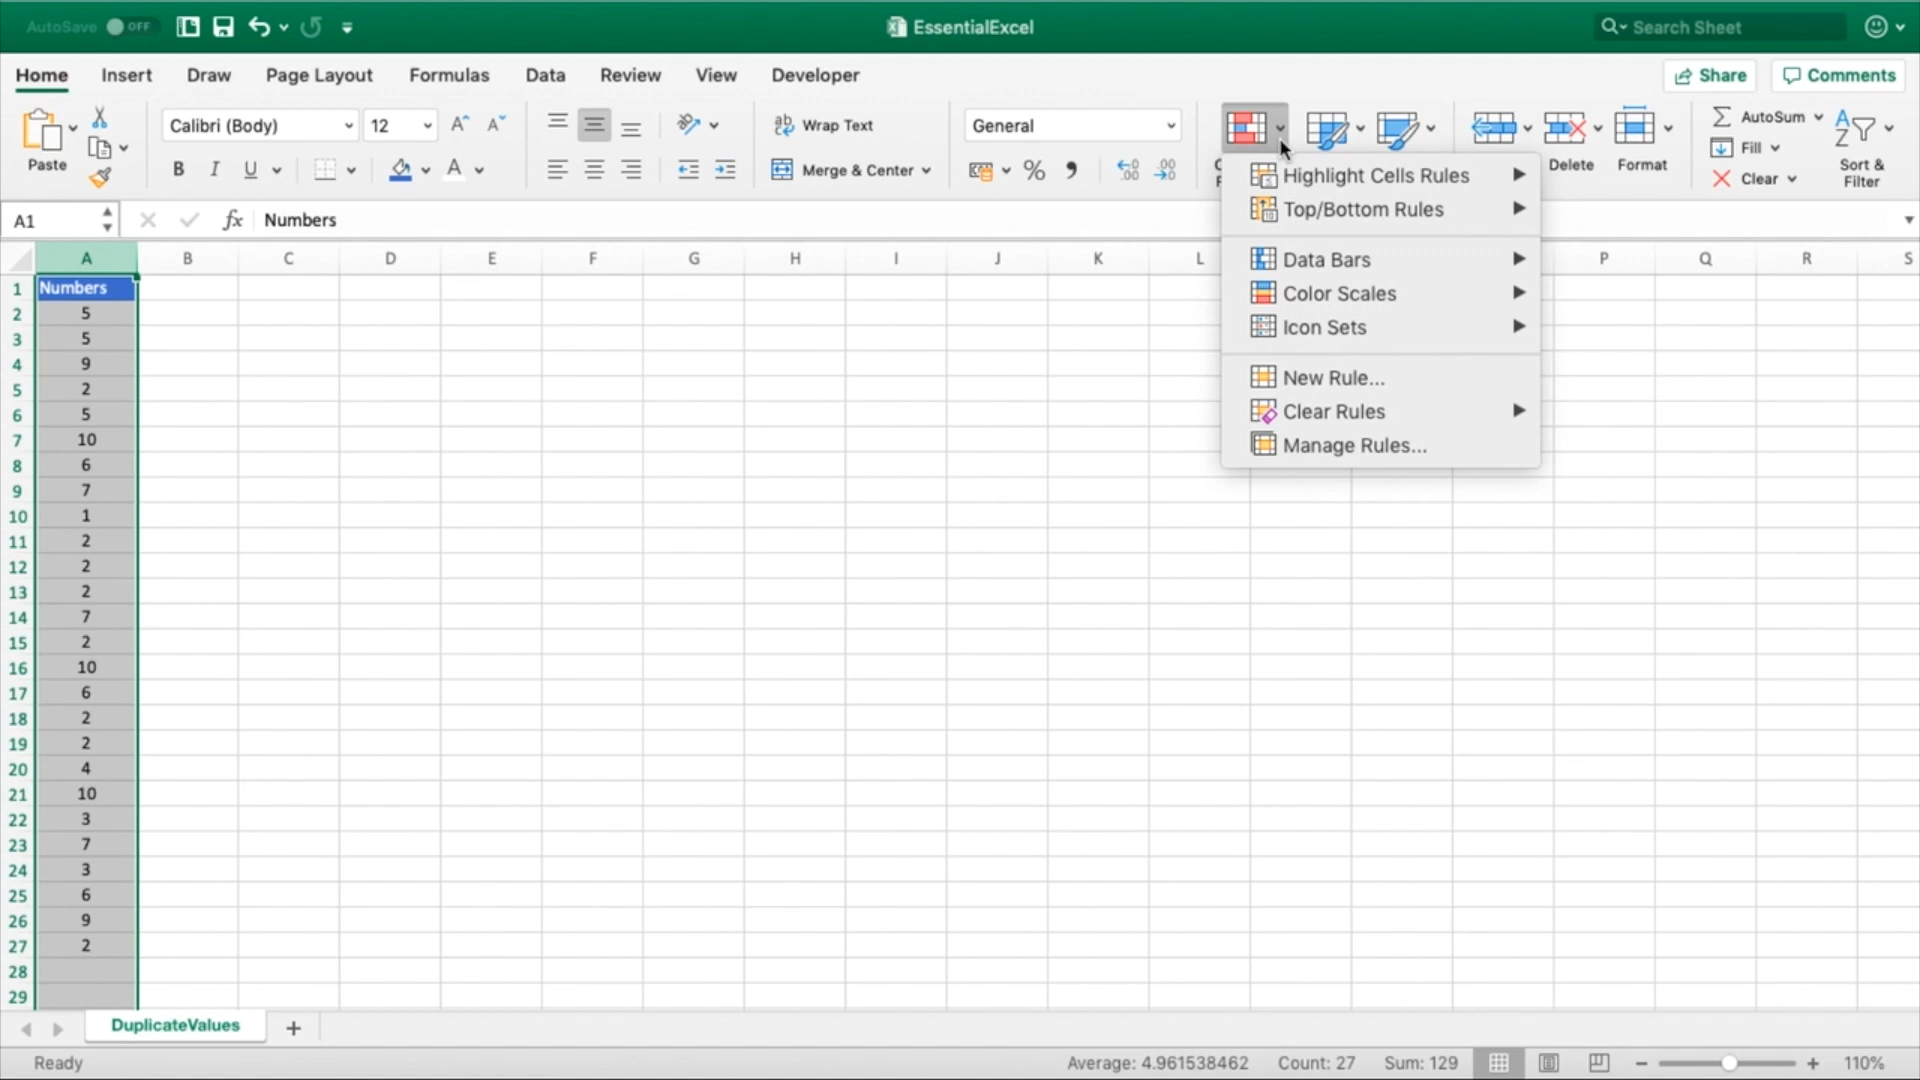 AutoSave OFF
EssentialExcel
Search Sheet
Home Insert Draw Page Layout Formulas Data Review View Developer
Share Comments
Paste
Calibri (Body) 12 A A
B I U A
ab Wrap Text
Merge & Center
General
% 9
Delete
Format
AutoSum
Fill
Clear
Sort &
Filter
Highlight Cells Rules
Top/Bottom Rules
Data Bars
Color Scales
Icon Sets
New Rule...
Clear Rules
Manage Rules...
A1 fx Numbers
A B C D E F G H I J K L P Q R S
1 Numbers
2 5
3 5
4 9
5 2
6 5
7 10
8 6
9 7
10 1
11 2
12 2
13 2
14 7
15 2
16 10
17 6
18 2
19 2
20 4
21 10
22 3
23 7
24 3
25 6
26 9
27 2
28
29
DuplicateValues
Ready
Average: 4.961538462 Count: 27 Sum: 129 110%